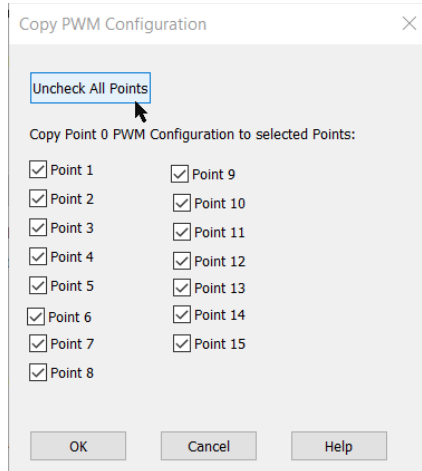 Copy PWM Configuration
Uncheck All Points
Copy Point 0 PWM Configuration to selected Points:
Point 1
Point 2
Point 3
Point 4
Point 5
Point 6
Point 7
Point 8
Point 9
Point 10
Point 11
Point 12
Point 13
Point 14
Point 15
OK
Cancel
Help